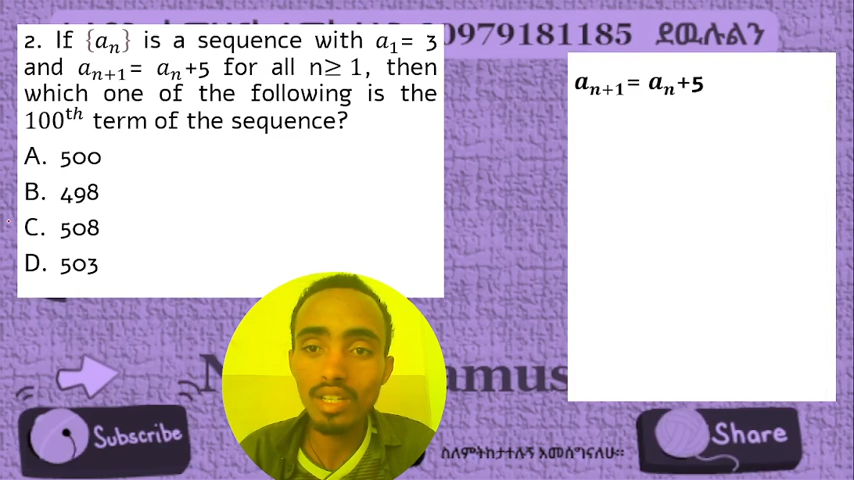 0979181185 ደዉሉልን
2. If {aₙ} is a sequence with a₁= 3
and aₙ₊₁= aₙ+5 for all n≥ 1, then
which one of the following is the
100ᵗʰ term of the sequence?
A. 500
B. 498
C. 508
D. 503
aₙ₊₁= aₙ+5
amus
Subscribe
ስለምትከታተሉኝ አመሰግናለሁ።
Share